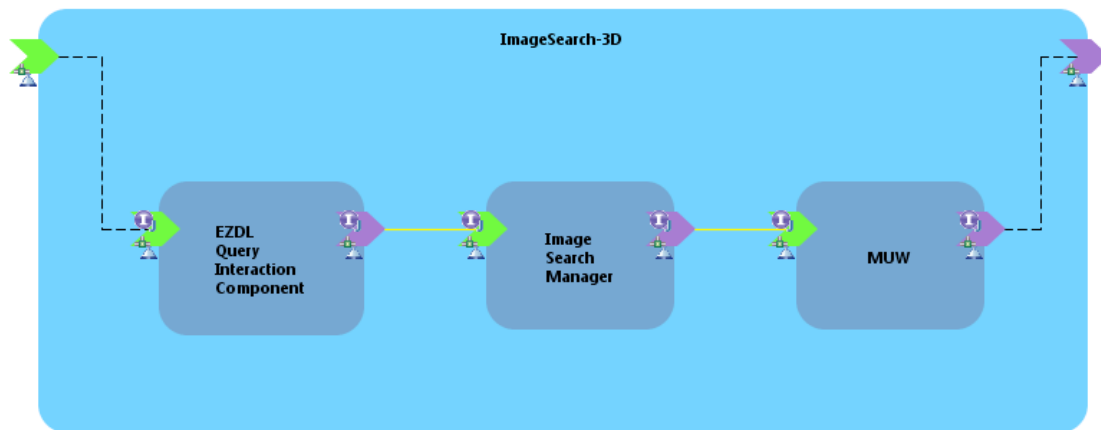 ImageSearch-3D
EZDL
Query
Interaction
Component
Image
Search
Manager
MUW